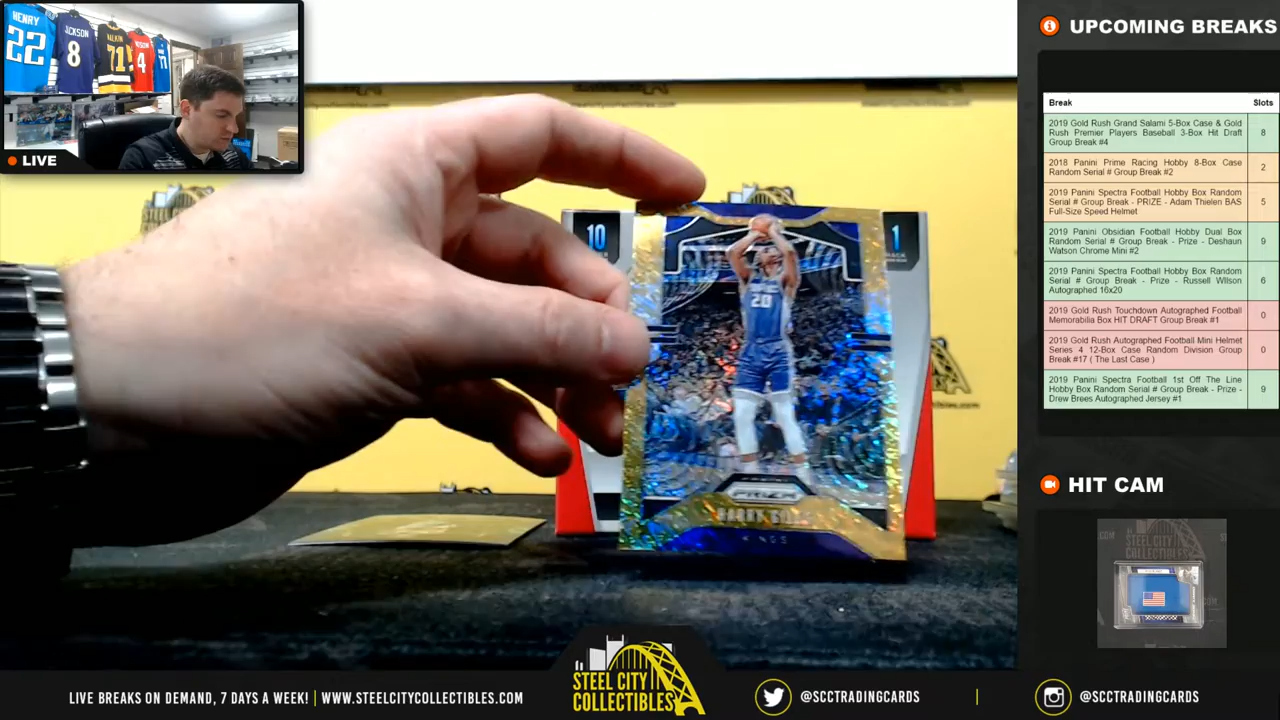 HENRY
22
JACKSON
8
MALKIN
71
4
LIVE
10
1
20
PANINI
PRIZM
KINGS
UPCOMING BREAKS
Break Slots
2019 Gold Rush Grand Salami 5-Box Case & Gold
Rush Premier Players Baseball 3-Box Hit Draft
Group Break #4
8
2018 Panini Prime Racing Hobby 8-Box Case
Random Serial # Group Break #2
2
2019 Panini Spectra Football Hobby Box Random
Serial # Group Break - PRIZE - Adam Thielen BAS
Full-Size Speed Helmet
5
2019 Panini Obsidian Football Hobby Dual Box
Random Serial # Group Break - Prize - Deshaun
Watson Chrome Mini #2
9
2019 Panini Spectra Football Hobby Box Random
Serial # Group Break - Prize - Russell WIlson
Autographed 16x20
6
2019 Gold Rush Touchdown Autographed Football
Memorabilia Box HIT DRAFT Group Break #1
0
2019 Gold Rush Autographed Football Mini Helmet
Series 4 12-Box Case Random Division Group
Break #17 ( The Last Case )
0
2019 Panini Spectra Football 1st Off The Line
Hobby Box Random Serial # Group Break - Prize -
Drew Brees Autographed Jersey #1
9
HIT CAM
STEEL CITY
COLLECTIBLES
LIVE BREAKS ON DEMAND, 7 DAYS A WEEK! | WWW.STEELCITYCOLLECTIBLES.COM
STEEL CITY
COLLECTIBLES
@SCCTRADINGCARDS | @SCCTRADINGCARDS